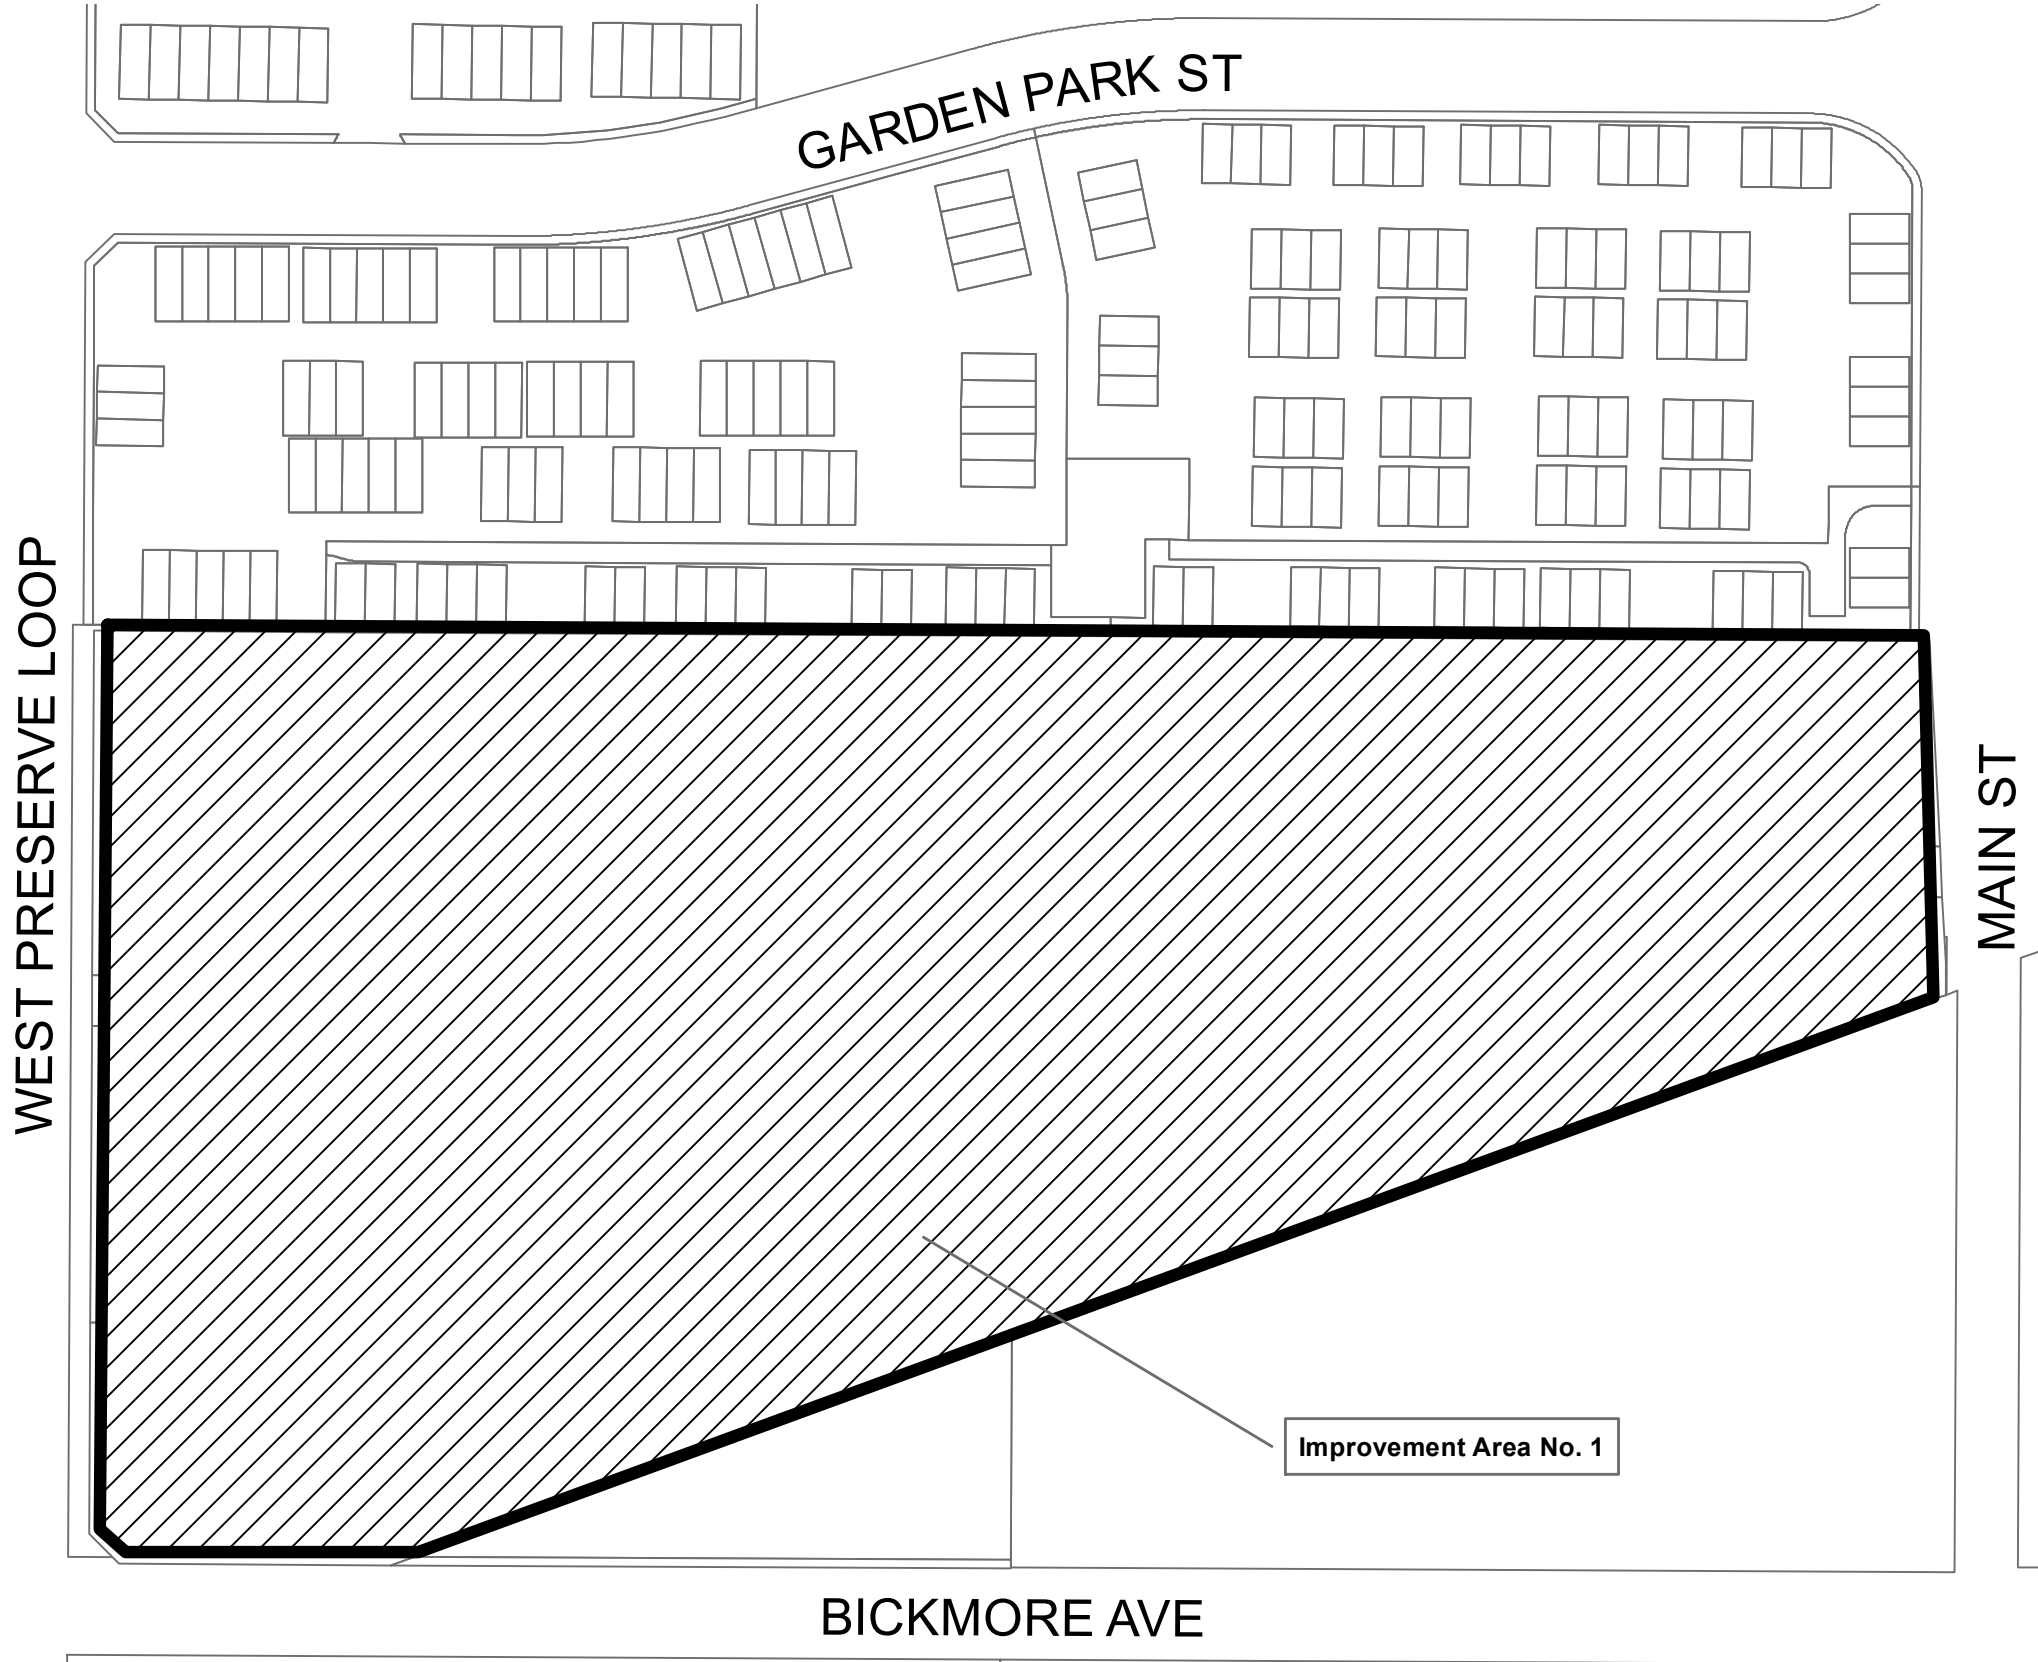 GARDEN PARK ST
WEST PRESERVE LOOP
MAIN ST
Improvement Area No. 1
BICKMORE AVE